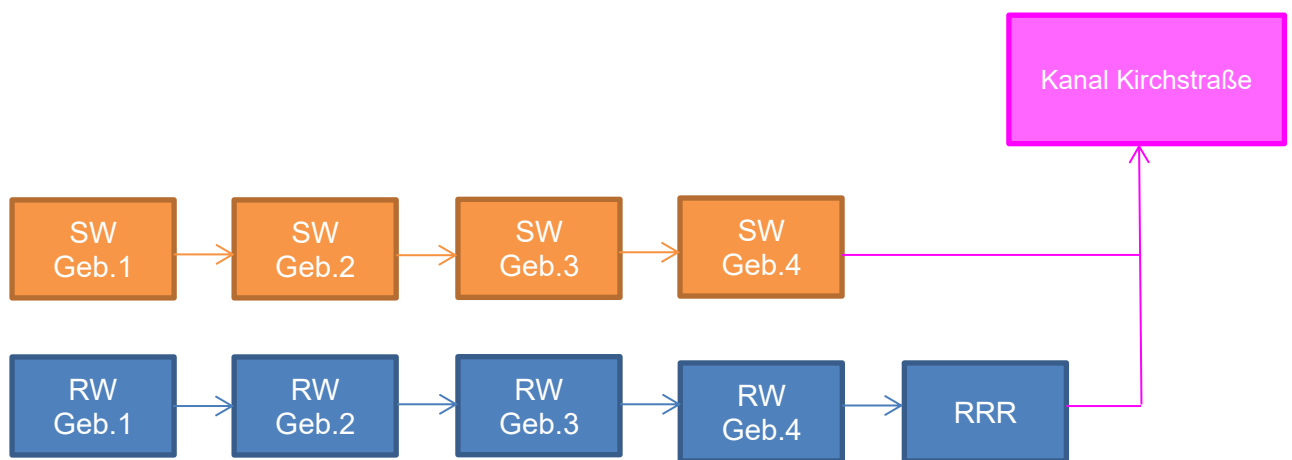 Kanal Kirchstraße
SW
Geb.1
SW
Geb.2
SW
Geb.3
SW
Geb.4
RW
Geb.1
RW
Geb.2
RW
Geb.3
RW
Geb.4
RRR